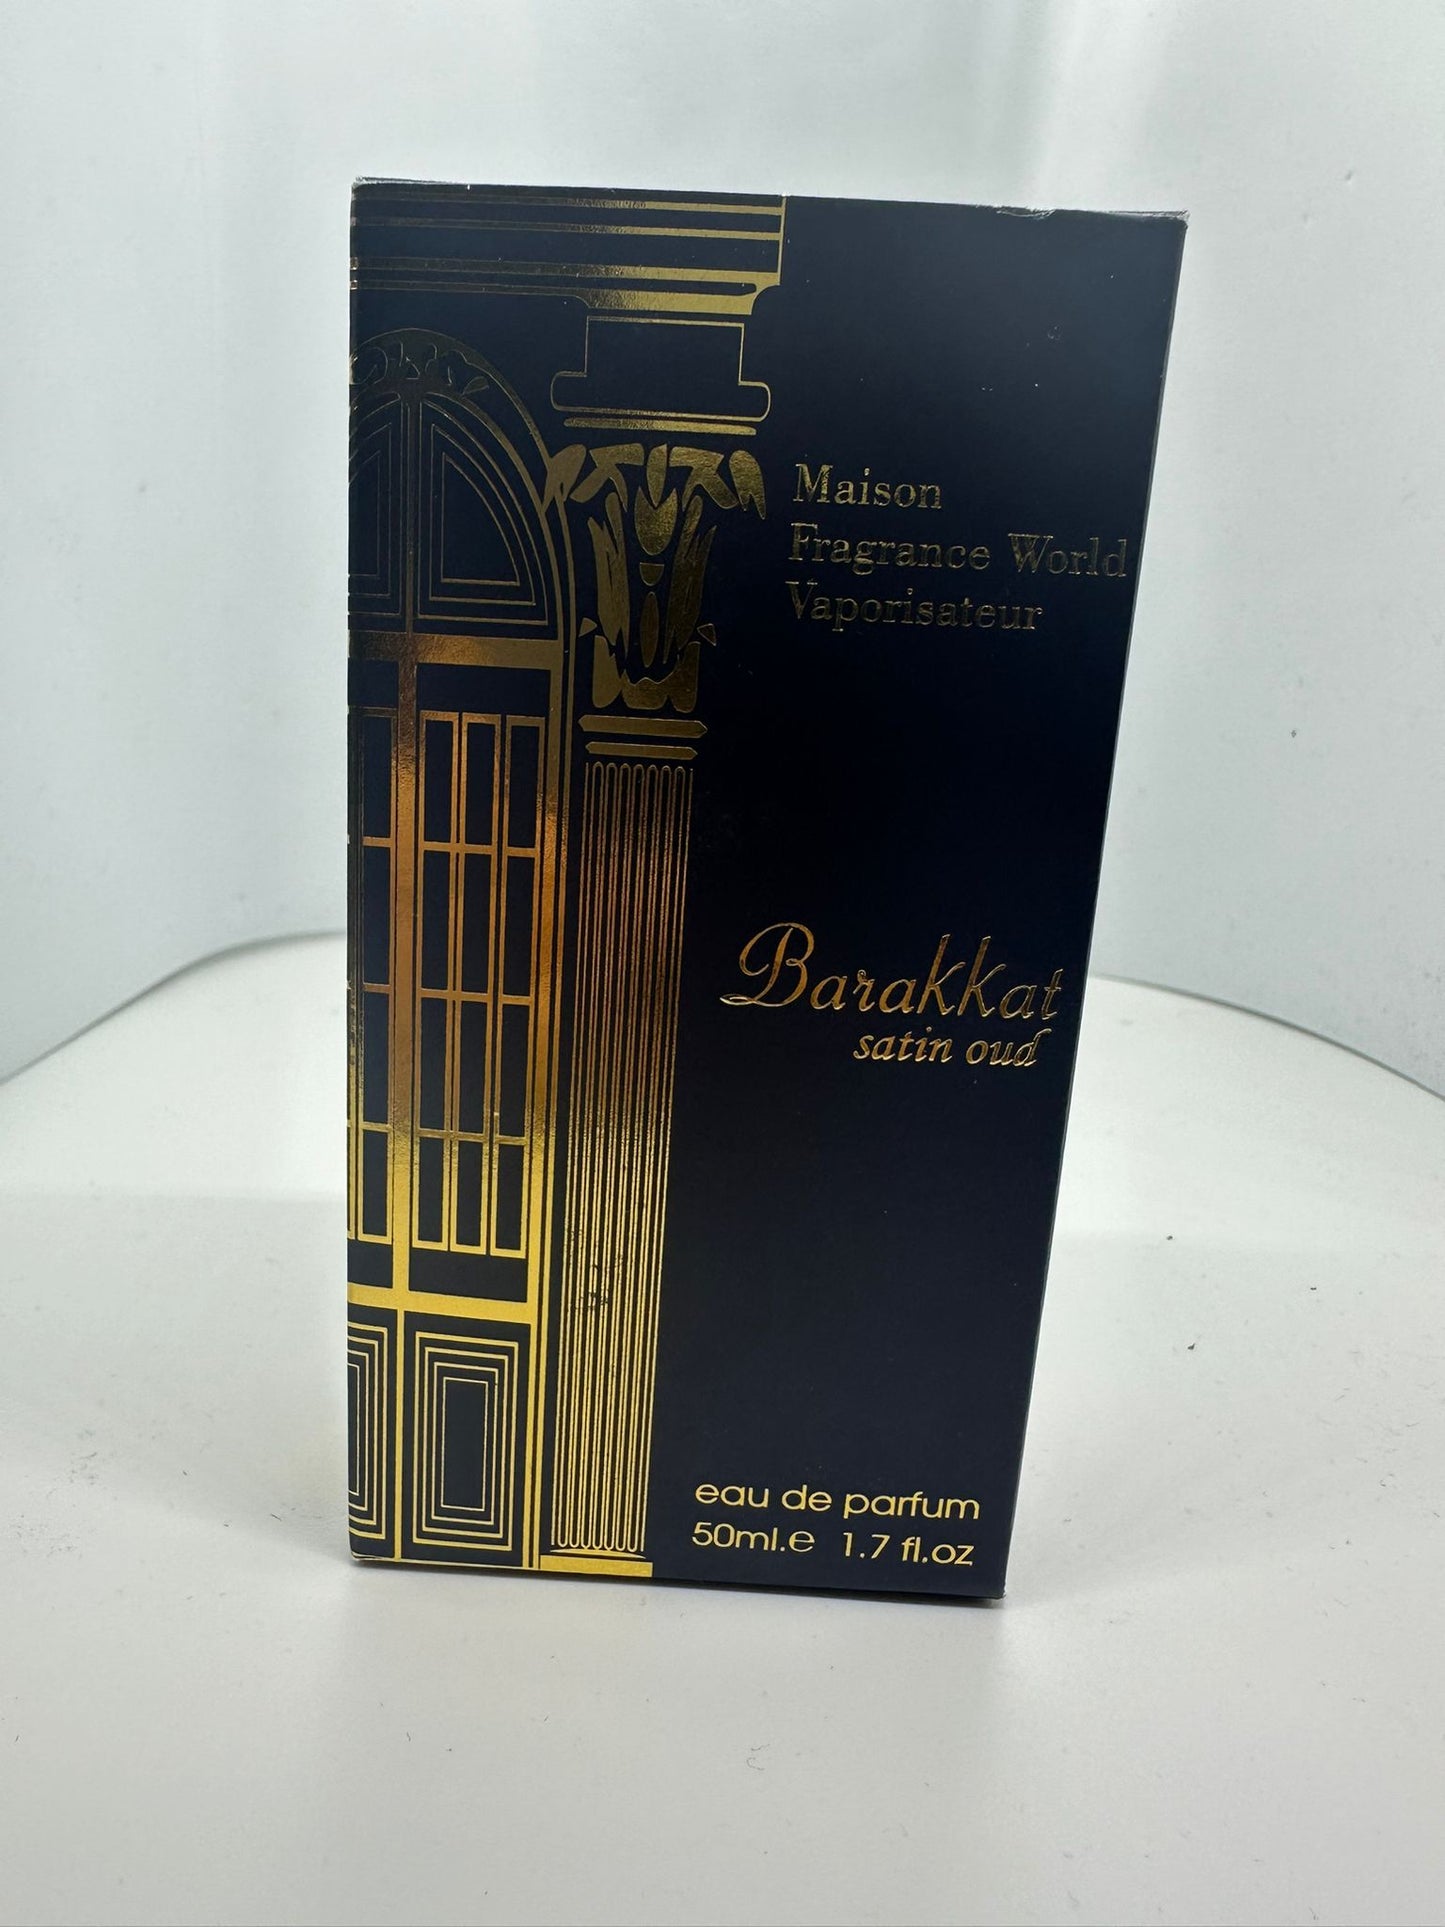 Maison
Fragrance World
Vaporisateur
Barakkat
satin oud
eau de parfum
50ml.e 1.7 fl.oz